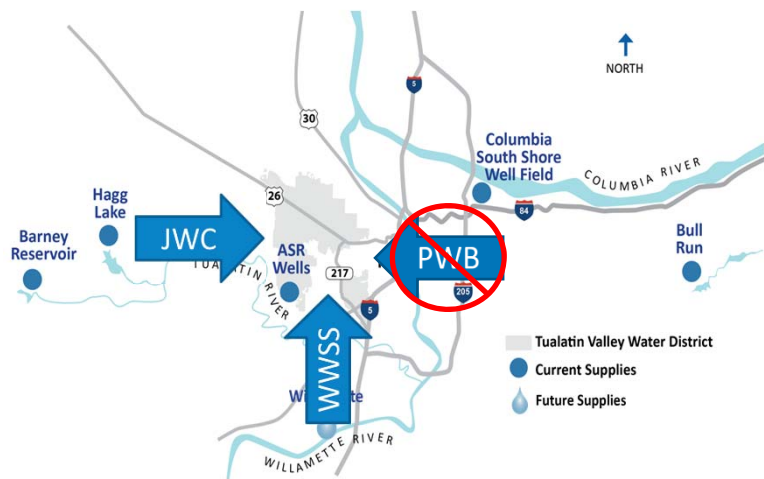 NORTH
5
30
Columbia
South Shore
Well Field
COLUMBIA RIVER
26
84
Hagg
Lake
JWC
Barney
Reservoir
TUALATIN
RIVER
ASR
Wells
217
PWB
205
Bull
Run
5
WWSS
WILLAMETTE RIVER
Tualatin Valley Water District
Current Supplies
Future Supplies